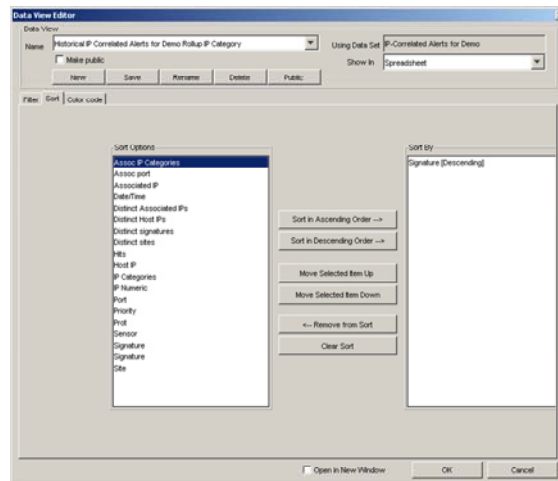 Data View Editor
Data View
Name Historical IP Correlated Alerts for Demo Rollup IP Category
Using Data Set IP-Correlated Alerts for Demo
Make public
Show In Spreadsheet
New Save Rename Delete Public
Filter Sort Color code
Sort Options
Assoc IP Categories
Assoc port
Associated IP
Date/Time
Distinct Associated IPs
Distinct Host IPs
Distinct signatures
Distinct sites
Hits
Host IP
IP Categories
IP Numeric
Port
Priority
Prot
Sensor
Signature
Signature
Site
Sort in Ascending Order -->
Sort in Descending Order -->
Move Selected Item Up
Move Selected Item Down
<-- Remove from Sort
Clear Sort
Sort By
Signature [Descending]
Open in New Window
OK
Cancel